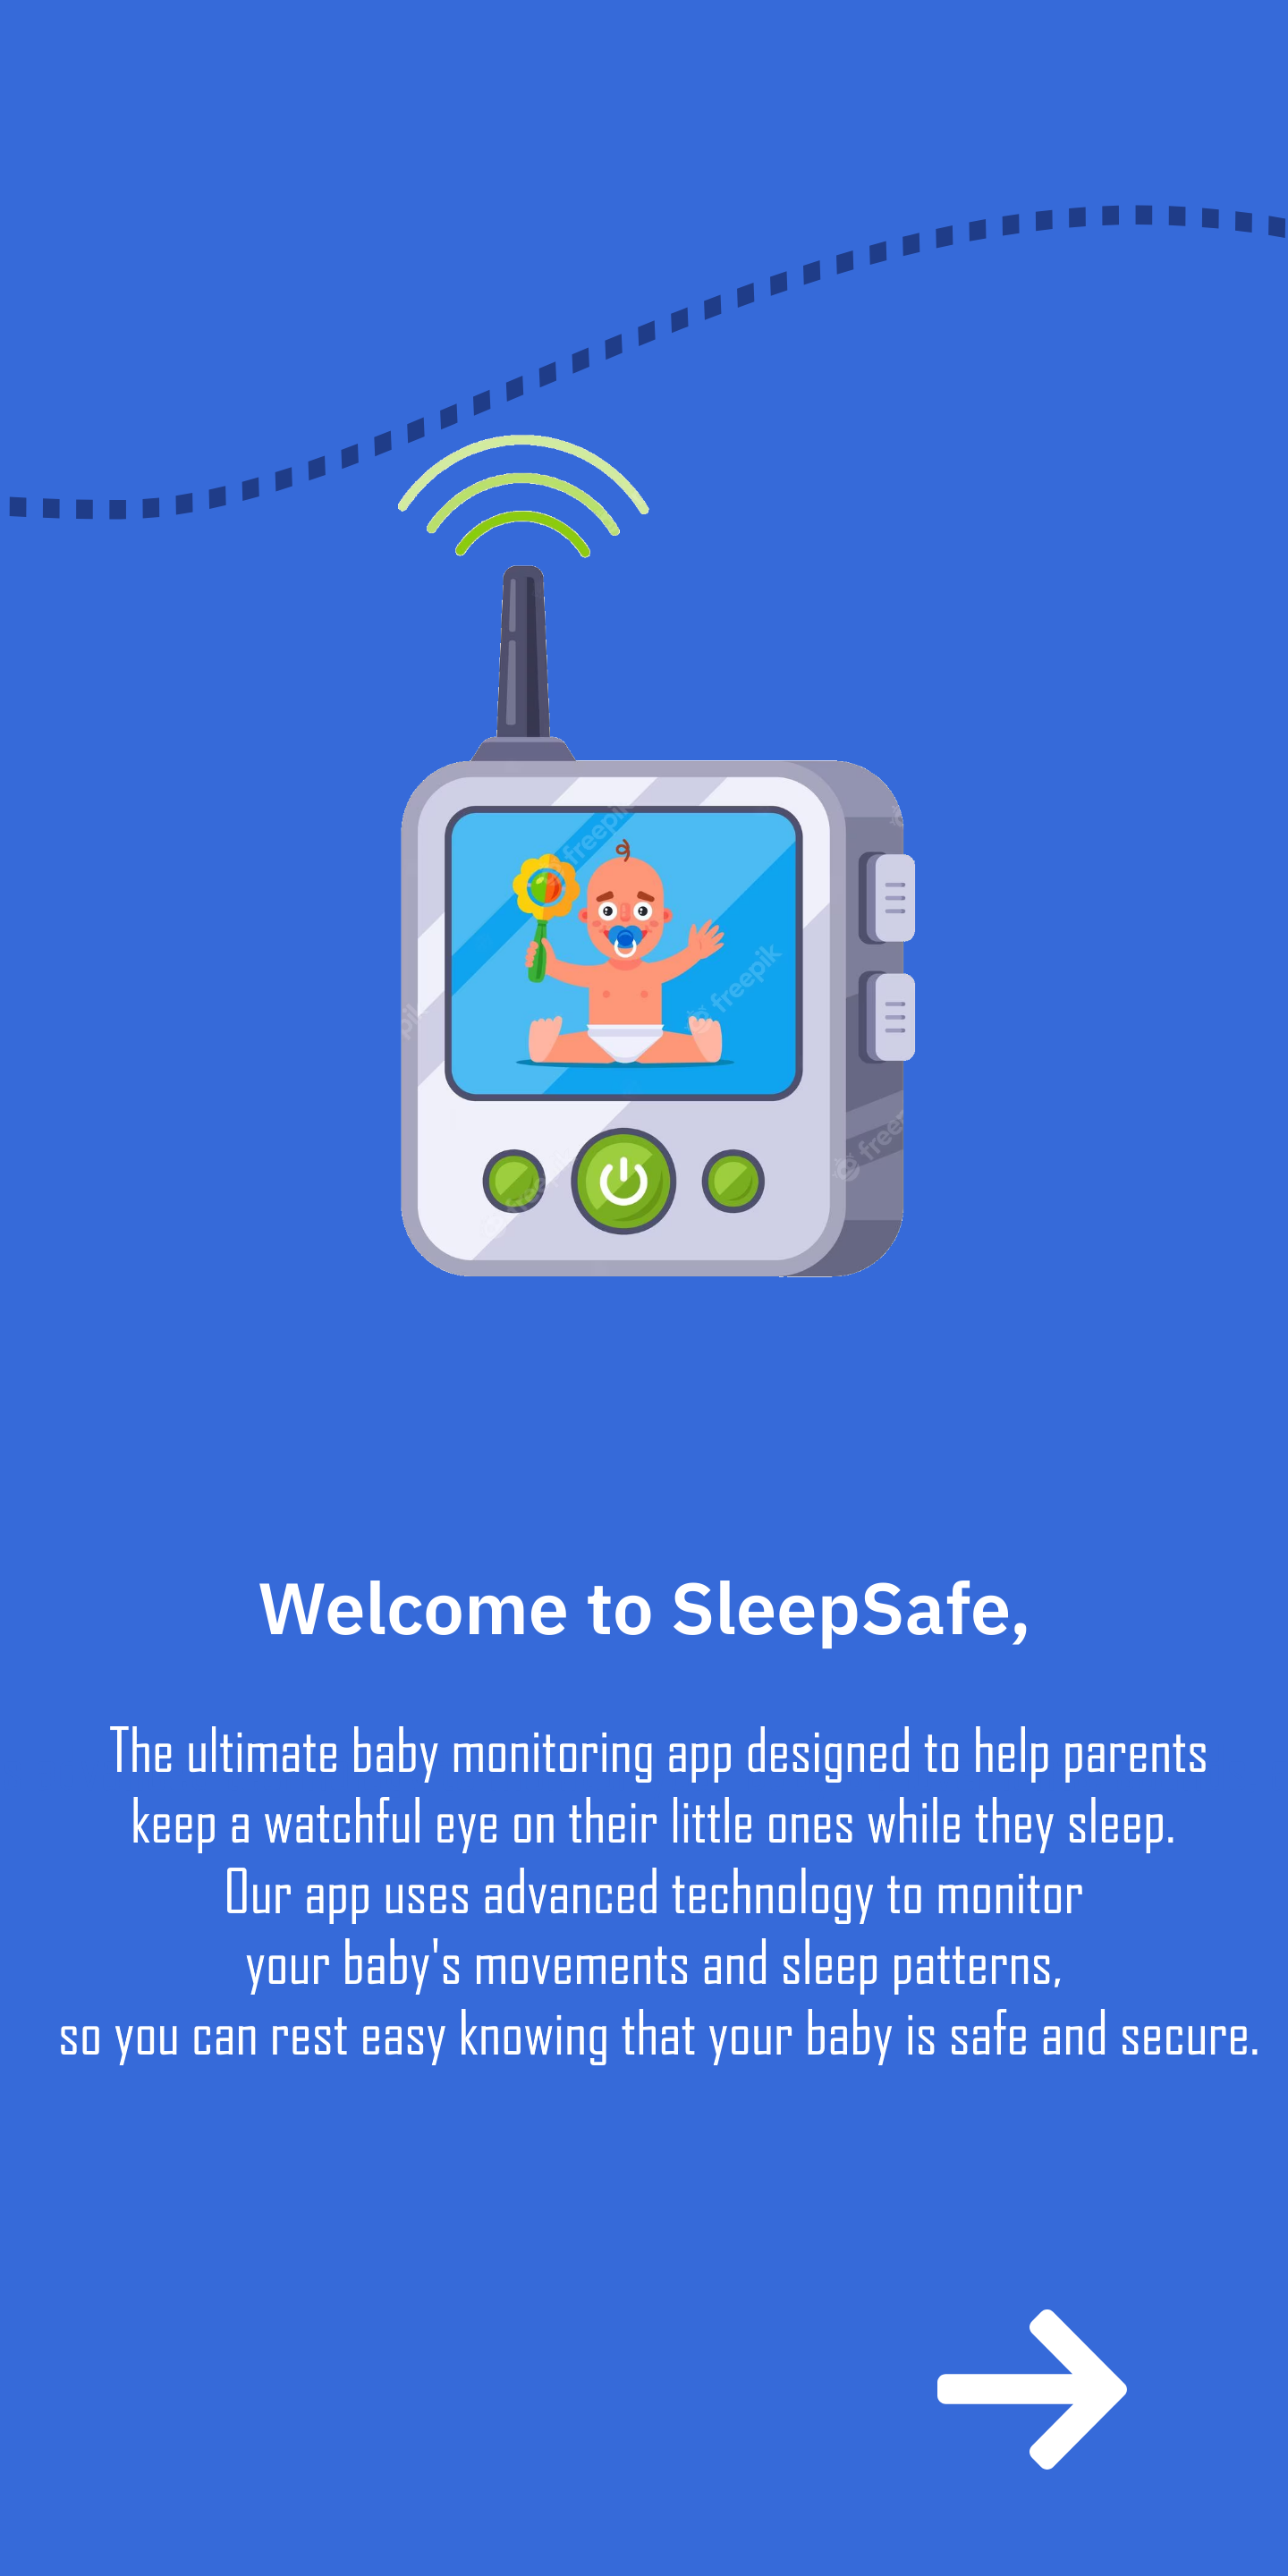 freepik
freepik
pik
freepik
freep
Welcome to SleepSafe,
The ultimate baby monitoring app designed to help parents
keep a watchful eye on their little ones while they sleep.
Our app uses advanced technology to monitor
your baby's movements and sleep patterns,
so you can rest easy knowing that your baby is safe and secure.